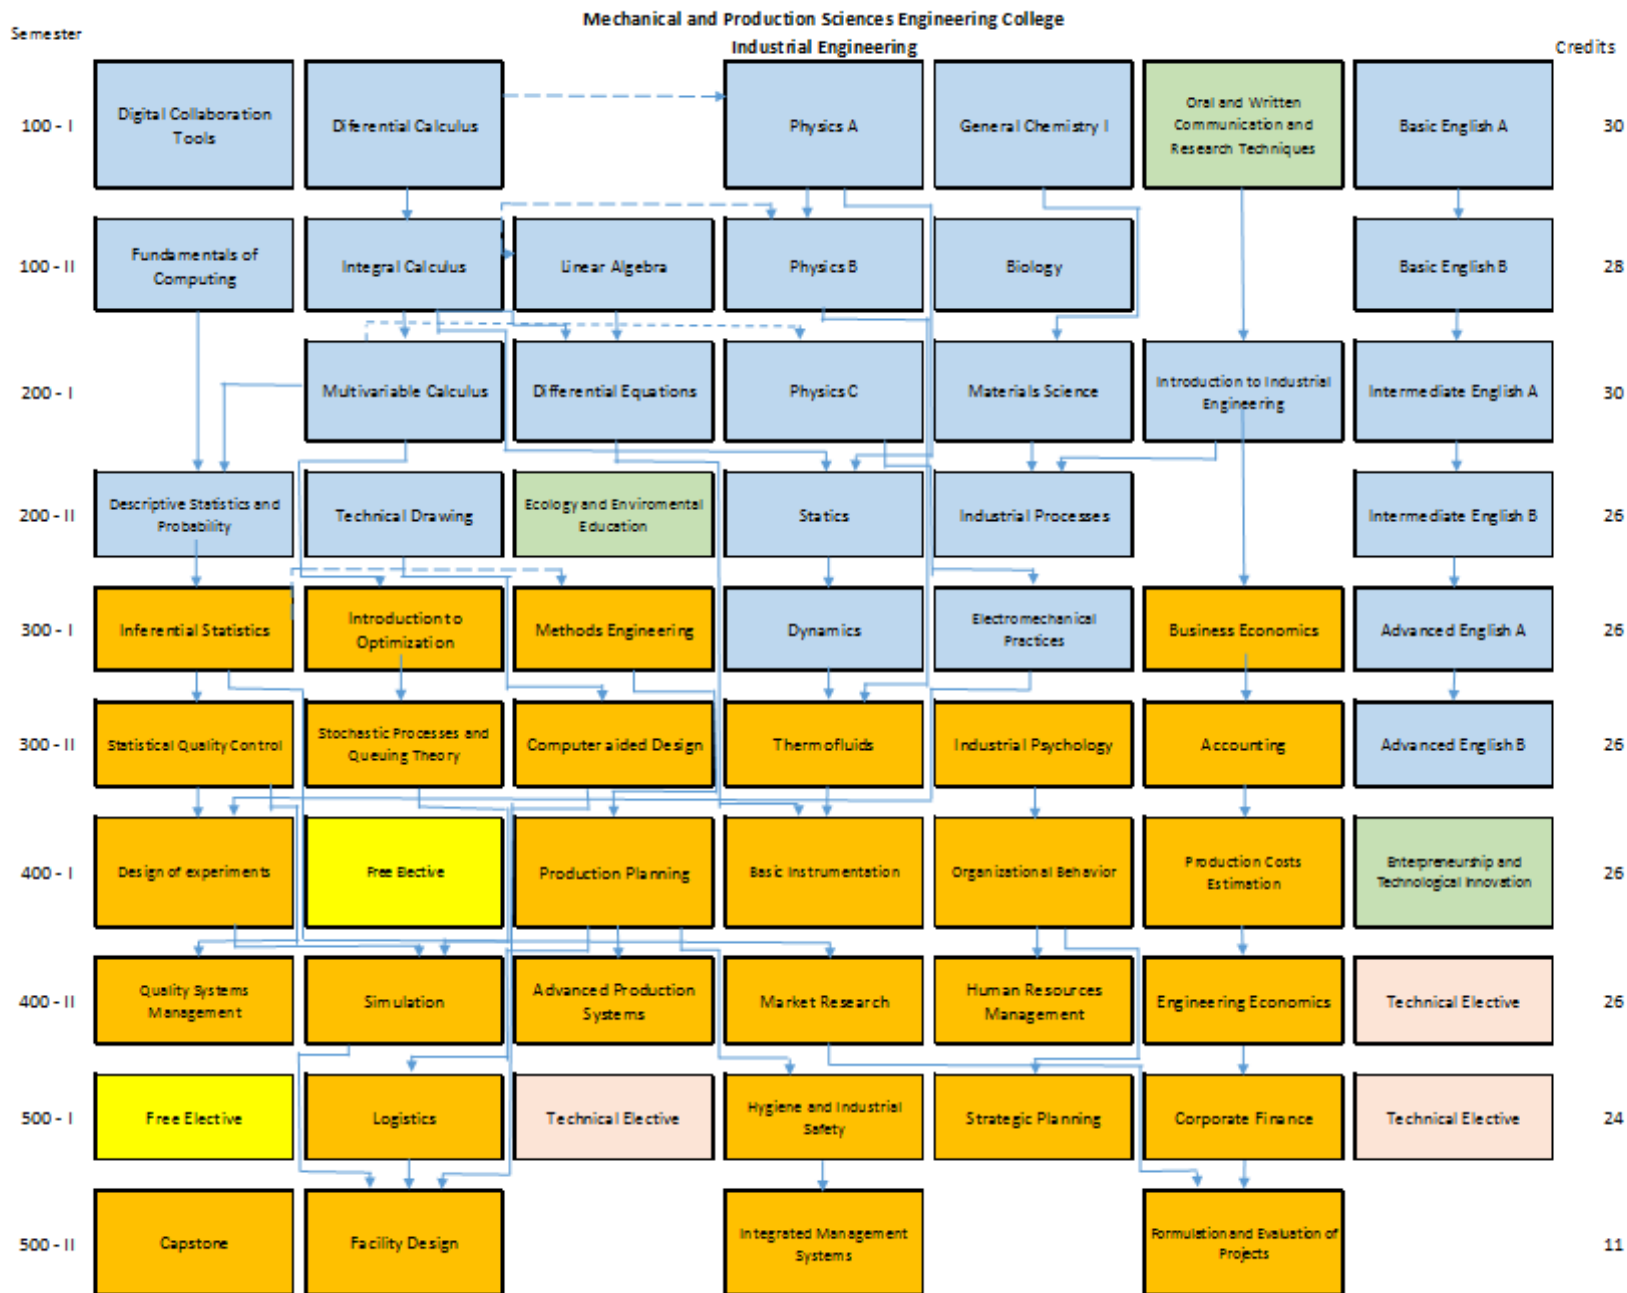 Mechanical and Production Sciences Engineering College
Semester
Industrial Engineering
Credits
100 - I
Digital Collaboration
Tools
Diferential Calculus
Physics A
General Chemistry I
Oral and Written
Communication and
Research Techniques
Basic English A
30
100 - II
Fundamentals of
Computing
Integral Calculus
Linear Algebra
Physics B
Biology
Basic English B
28
200 - I
Multivariable Calculus
Differential Equations
Physics C
Materials Science
Introduction to Industrial
Engineering
Intermediate English A
30
200 - II
Descriptive Statistics and
Probability
Technical Drawing
Ecology and Enviromental
Education
Statics
Industrial Processes
Intermediate English B
26
300 - I
Inferential Statistics
Introduction to
Optimization
Methods Engineering
Dynamics
Electromechanical
Practices
Business Economics
Advanced English A
26
300 - II
Statistical Quality Control
Stochastic Processes and
Queuing Theory
Computer aided Design
Thermofluids
Industrial Psychology
Accounting
Advanced English B
26
400 - I
Design of experiments
Free Elective
Production Planning
Basic Instrumentation
Organizational Behavior
Production Costs
Estimation
Enterpreneurship and
Technological Innovation
26
400 - II
Quality Systems
Management
Simulation
Advanced Production
Systems
Market Research
Human Resources
Management
Engineering Economics
Technical Elective
26
500 - I
Free Elective
Logistics
Technical Elective
Hygiene and Industrial
Safety
Strategic Planning
Corporate Finance
Technical Elective
24
500 - II
Capstone
Facility Design
Integrated Management
Systems
Formulation and Evaluation of
Projects
11